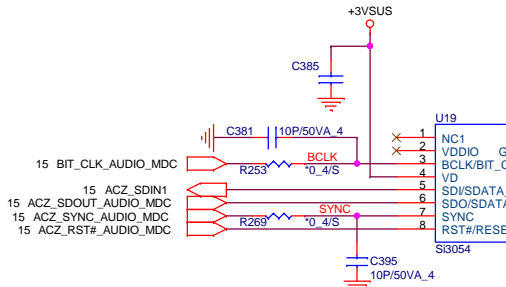 +3VSUS
C385
U19
C381 10P/50VA_4
1 NC1
2 VDDIO G
15 BIT_CLK_AUDIO_MDC BCLK 3 BCLK/BIT_C
R253 *0_4/S 4 VD
15 ACZ_SDIN1 5 SDI/SDATA_
15 ACZ_SDOUT_AUDIO_MDC 6 SDO/SDATA
15 ACZ_SYNC_AUDIO_MDC SYNC 7 SYNC
15 ACZ_RST#_AUDIO_MDC R269 *0_4/S 8 RST#/RESE
Si3054
C395
10P/50VA_4